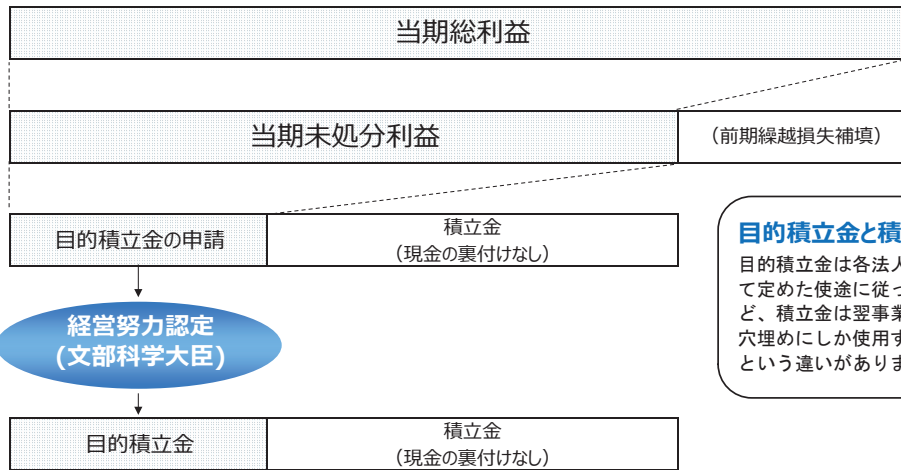 当期総利益
当期未処分利益
（前期繰越損失補填）
目的積立金の申請
積立金
（現金の裏付けなし）
経営努力認定
(文部科学大臣)
目的積立金
積立金
（現金の裏付けなし）
目的積立金と積
目的積立金は各法人
て定めた使途に従っ
ど、積立金は翌事業
穴埋めにしか使用す
という違いがありま